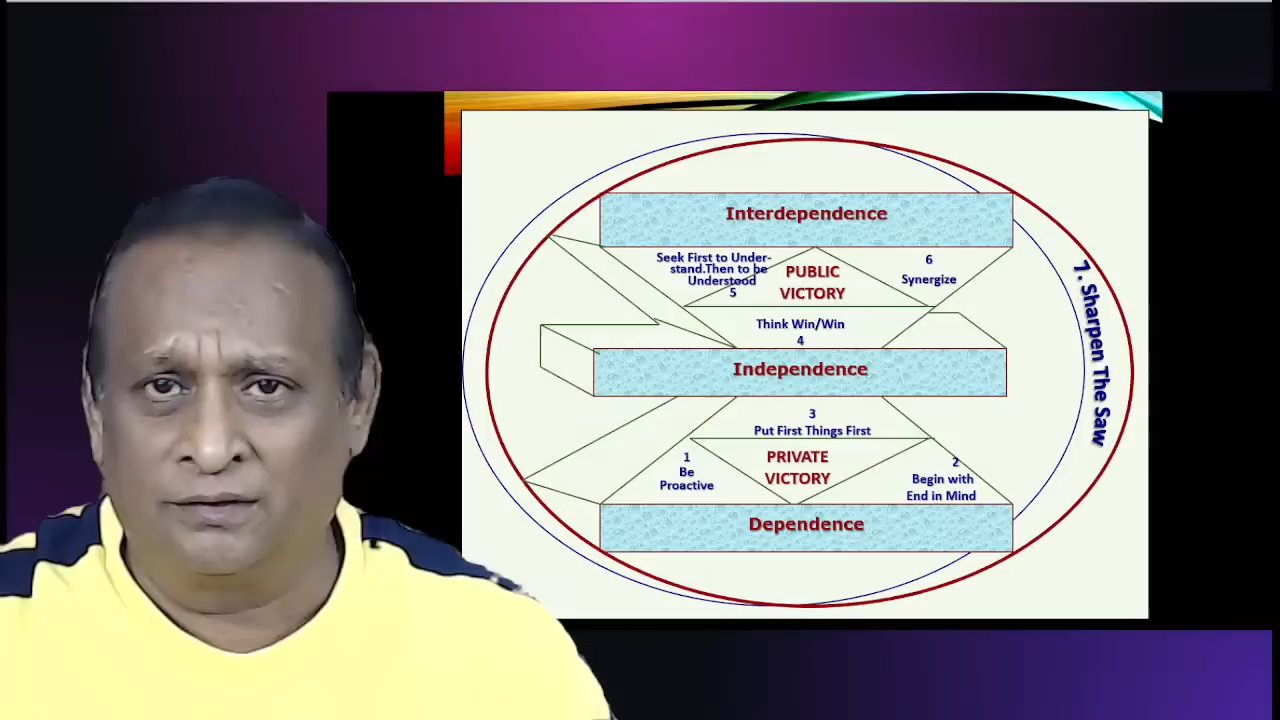 Interdependence
Seek First to Under-
stand.Then to be
Understood
5
PUBLIC
VICTORY
6
Synergize
Think Win/Win
4
Independence
3
Put First Things First
1
Be
Proactive
PRIVATE
VICTORY
2
Begin with
End in Mind
Dependence
7. Sharpen The Saw